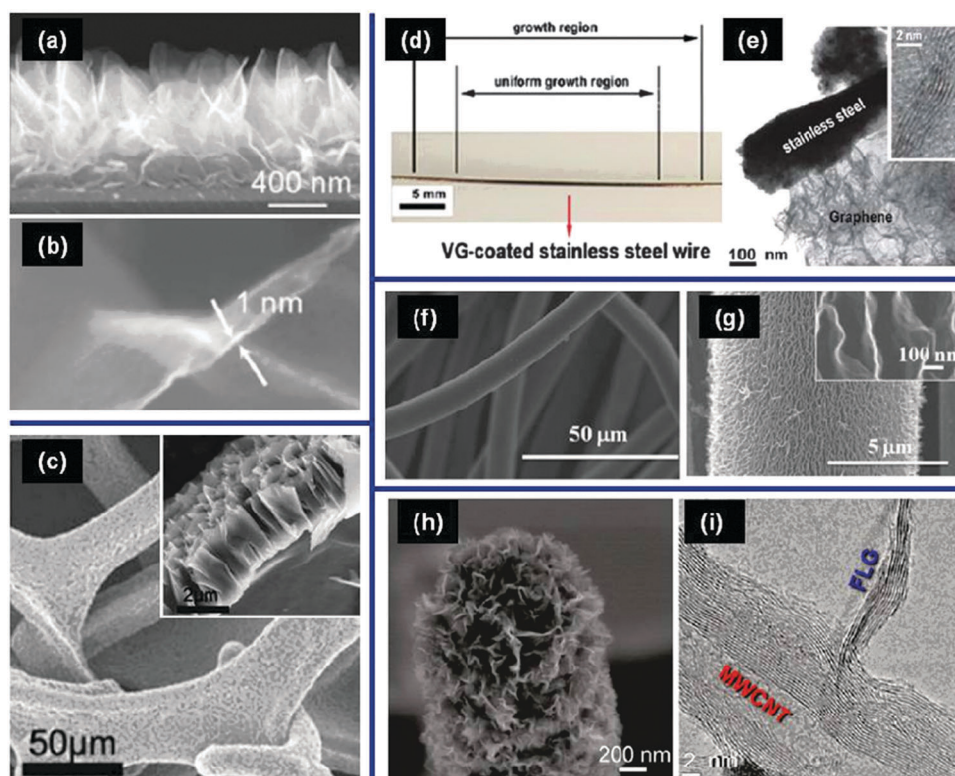 (a)
400 nm
(b)
1 nm
(c)
2μm
50μm
(d)
growth region
uniform growth region
5 mm
VG-coated stainless steel wire
(e)
2 nm
stainless steel
Graphene
100 nm
(f)
50 μm
(g)
100 nm
5 μm
(h)
200 nm
(i)
FLG
MWCNT
2 nm